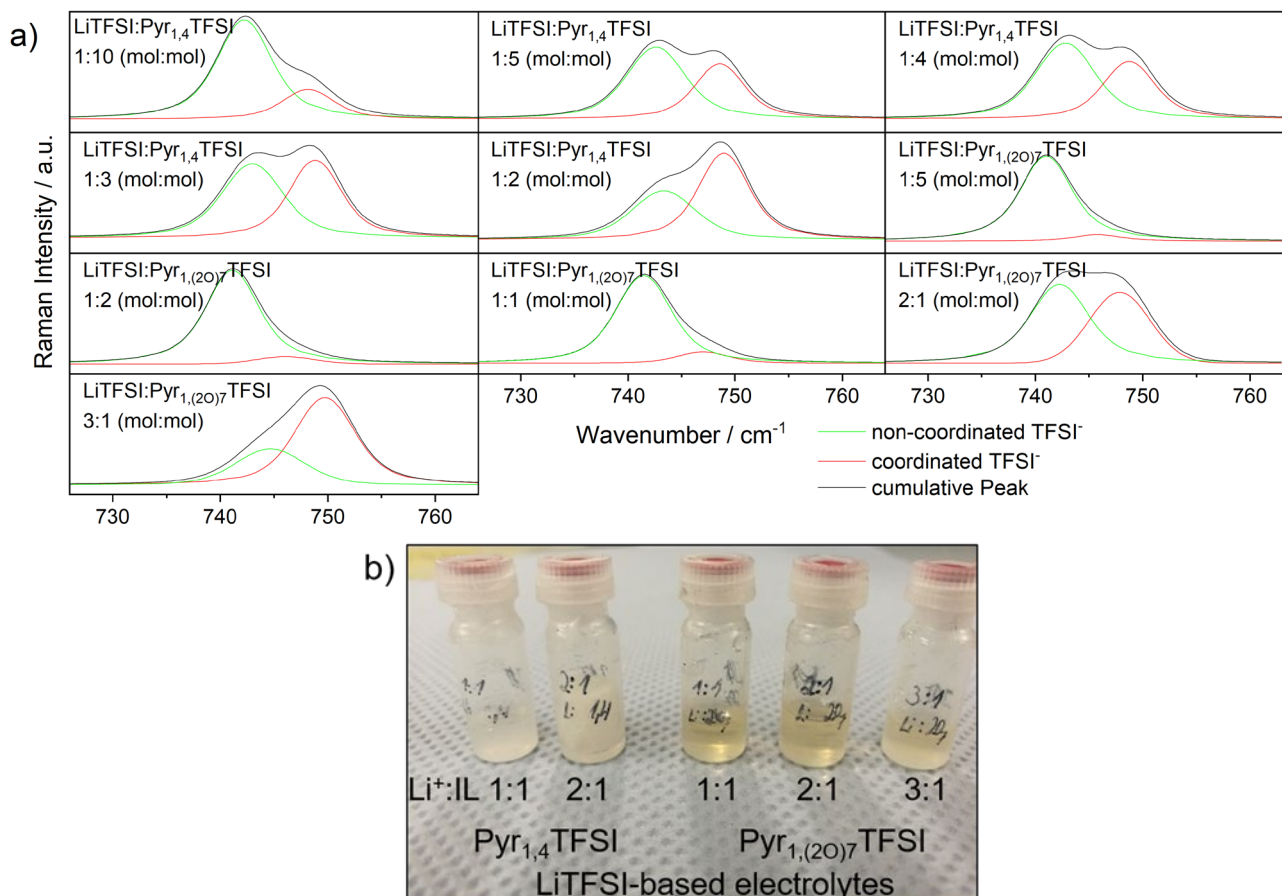 a)
LiTFSI:Pyr₁,₄TFSI
1:10 (mol:mol)
LiTFSI:Pyr₁,₄TFSI
1:5 (mol:mol)
LiTFSI:Pyr₁,₄TFSI
1:4 (mol:mol)
LiTFSI:Pyr₁,₄TFSI
1:3 (mol:mol)
LiTFSI:Pyr₁,₄TFSI
1:2 (mol:mol)
LiTFSI:Pyr₁,₍₂O₎₇TFSI
1:5 (mol:mol)
LiTFSI:Pyr₁,₍₂O₎₇TFSI
1:2 (mol:mol)
LiTFSI:Pyr₁,₍₂O₎₇TFSI
1:1 (mol:mol)
LiTFSI:Pyr₁,₍₂O₎₇TFSI
2:1 (mol:mol)
LiTFSI:Pyr₁,₍₂O₎₇TFSI
3:1 (mol:mol)
Raman Intensity / a.u.
730 740 750 760
730 740 750 760
730 740 750 760
Wavenumber / cm⁻¹
non-coordinated TFSI⁻
coordinated TFSI⁻
cumulative Peak
b)
2:1
Li: 1,4
1:1
2:1
3:1
Li:20₇
Li⁺:IL 1:1 2:1 1:1 2:1 3:1
Pyr₁,₄TFSI Pyr₁,₍₂O₎₇TFSI
LiTFSI-based electrolytes